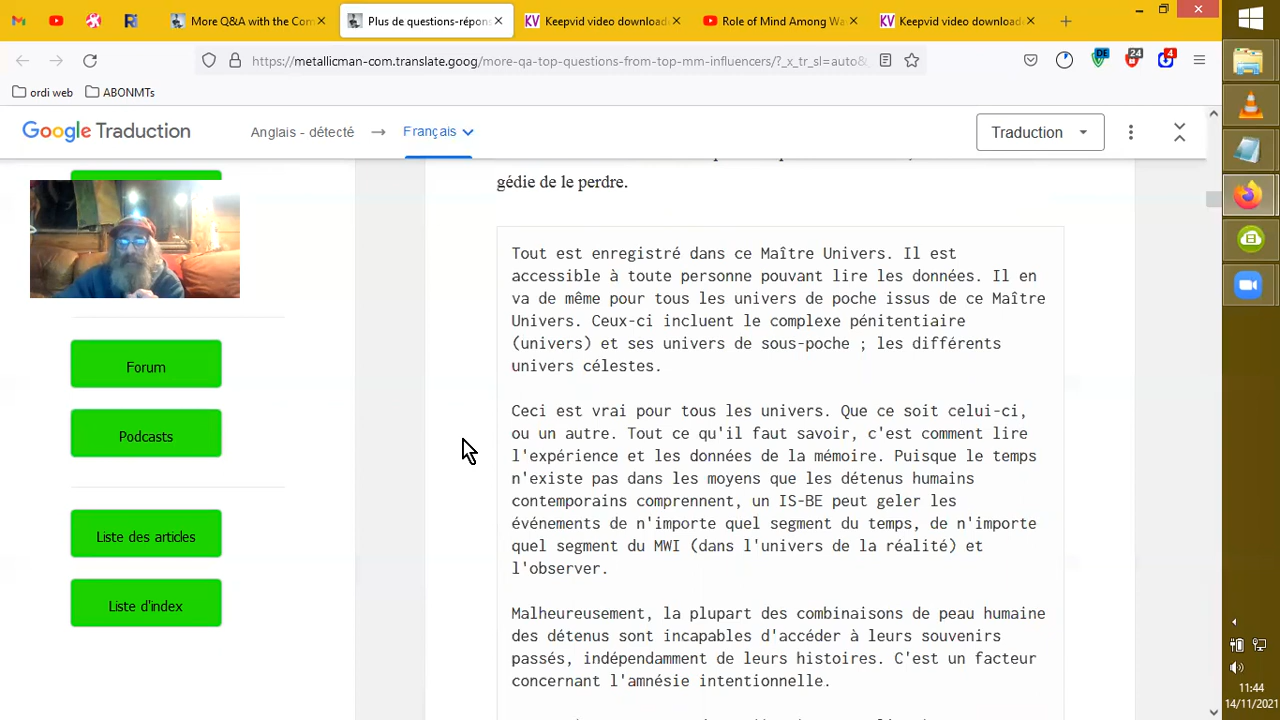 More Q&A with the Com
Plus de questions-répons
Keepvid video download
Role of Mind Among Wa
Keepvid video download
https://metallicman-com.translate.goog/more-qa-top-questions-from-top-mm-influencers/?_x_tr_sl=auto&
DE
24
4
ordi web
ABONMTs
Google Traduction
Anglais - détecté
Français
Traduction
gédie de le perdre.
Tout est enregistré dans ce Maître Univers. Il est
accessible à toute personne pouvant lire les données. Il en
va de même pour tous les univers de poche issus de ce Maître
Univers. Ceux-ci incluent le complexe pénitentiaire
(univers) et ses univers de sous-poche ; les différents
univers célestes.
Ceci est vrai pour tous les univers. Que ce soit celui-ci,
ou un autre. Tout ce qu'il faut savoir, c'est comment lire
l'expérience et les données de la mémoire. Puisque le temps
n'existe pas dans les moyens que les détenus humains
contemporains comprennent, un IS-BE peut geler les
événements de n'importe quel segment du temps, de n'importe
quel segment du MWI (dans l'univers de la réalité) et
l'observer.
Malheureusement, la plupart des combinaisons de peau humaine
des détenus sont incapables d'accéder à leurs souvenirs
passés, indépendamment de leurs histoires. C'est un facteur
concernant l'amnésie intentionnelle.
Forum
Podcasts
Liste des articles
Liste d'index
11:44
14/11/2021